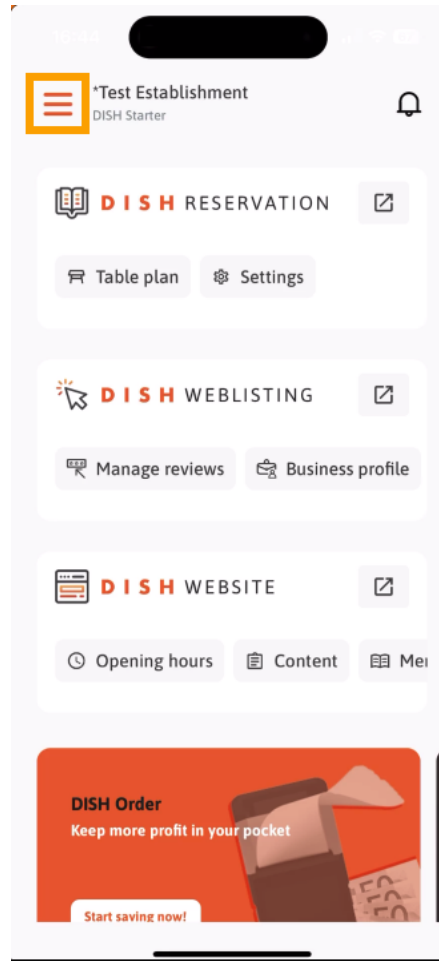 *Test Establishment
DISH Starter
DISH RESERVATION
Table plan Settings
DISH WEBLISTING
Manage reviews Business profile
DISH WEBSITE
Opening hours Content
DISH Order
Keep more profit in your pocket
Start saving now!